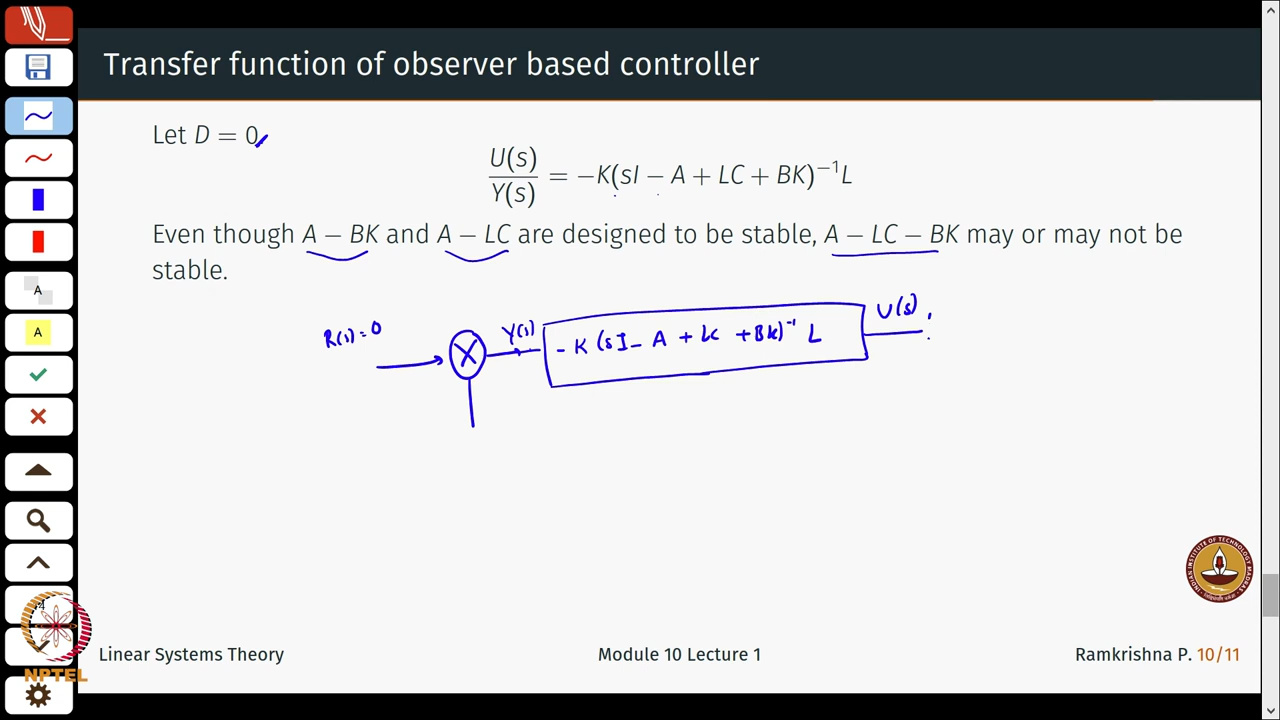 Transfer function of observer based controller
Let D = 0
U(s)
Y(s)
= −K(sI − A + LC + BK)⁻¹L
Even though A − BK and A − LC are designed to be stable, A − LC − BK may or may not be
stable.
R(s) = 0
Y(s)
- K (sI - A + LC + BK)⁻¹ L
U(s)
A
A
Linear Systems Theory
Module 10 Lecture 1
Ramkrishna P. 10/11
NPTEL